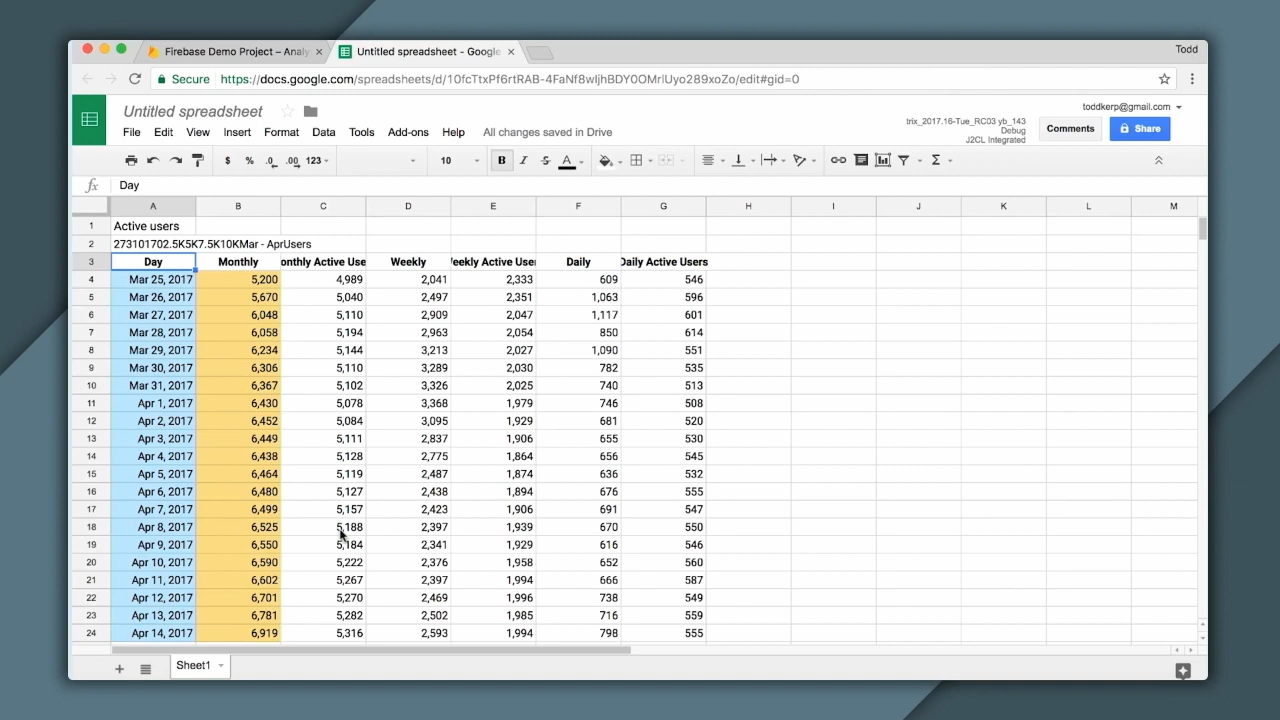 Firebase Demo Project – Analy
Untitled spreadsheet - Google
Todd
Secure
https://docs.google.com/spreadsheets/d/10fcTtxPf6rtRAB-4FaNf8wIjhBDY0OMrlUyo289xoZo/edit#gid=0
Untitled spreadsheet
toddkerp@gmail.com
File Edit View Insert Format Data Tools Add-ons Help All changes saved in Drive
trix_2017.16-Tue_RC03 yb_143
Debug
J2CL Integrated
Comments
Share
$ % .0 .00 123 10 B I S A Σ
fx Day
A B C D E F G H I J K L M
1 Active users
2 273101702.5K5K7.5K10KMar - AprUsers
3 Day Monthly onthly Active Use Weekly eekly Active User Daily Daily Active Users
4 Mar 25, 2017 5,200 4,989 2,041 2,333 609 546
5 Mar 26, 2017 5,670 5,040 2,497 2,351 1,063 596
6 Mar 27, 2017 6,048 5,110 2,909 2,047 1,117 601
7 Mar 28, 2017 6,058 5,194 2,963 2,054 850 614
8 Mar 29, 2017 6,234 5,144 3,213 2,027 1,090 551
9 Mar 30, 2017 6,306 5,110 3,289 2,030 782 535
10 Mar 31, 2017 6,367 5,102 3,326 2,025 740 513
11 Apr 1, 2017 6,430 5,078 3,368 1,979 746 508
12 Apr 2, 2017 6,452 5,084 3,095 1,929 681 520
13 Apr 3, 2017 6,449 5,111 2,837 1,906 655 530
14 Apr 4, 2017 6,438 5,128 2,775 1,864 656 545
15 Apr 5, 2017 6,464 5,119 2,487 1,874 636 532
16 Apr 6, 2017 6,480 5,127 2,438 1,894 676 555
17 Apr 7, 2017 6,499 5,157 2,423 1,906 691 547
18 Apr 8, 2017 6,525 5,188 2,397 1,939 670 550
19 Apr 9, 2017 6,550 5,184 2,341 1,929 616 546
20 Apr 10, 2017 6,590 5,222 2,376 1,958 652 560
21 Apr 11, 2017 6,602 5,267 2,397 1,994 666 587
22 Apr 12, 2017 6,701 5,270 2,469 1,996 738 549
23 Apr 13, 2017 6,781 5,282 2,502 1,985 716 559
24 Apr 14, 2017 6,919 5,316 2,593 1,994 798 555
Sheet1